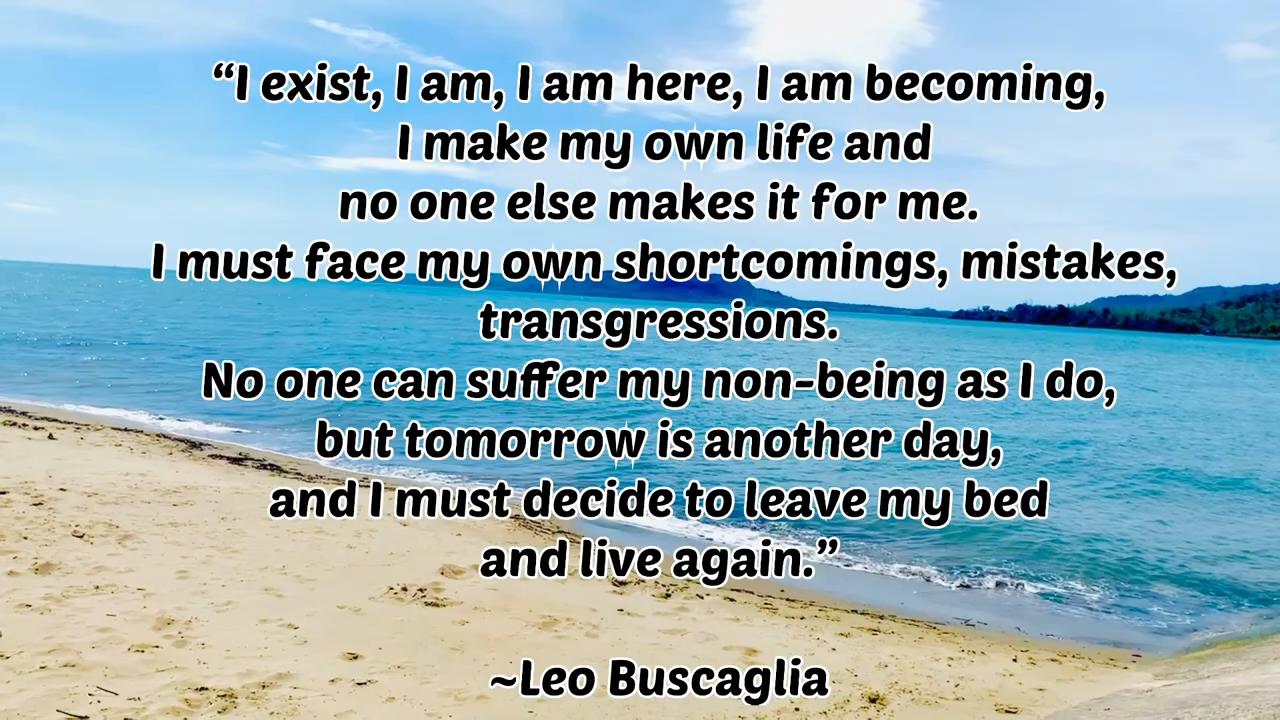 “I exist, I am, I am here, I am becoming,
I make my own life and
no one else makes it for me.
I must face my own shortcomings, mistakes,
transgressions.
No one can suffer my non-being as I do,
but tomorrow is another day,
and I must decide to leave my bed
and live again.”
~Leo Buscaglia